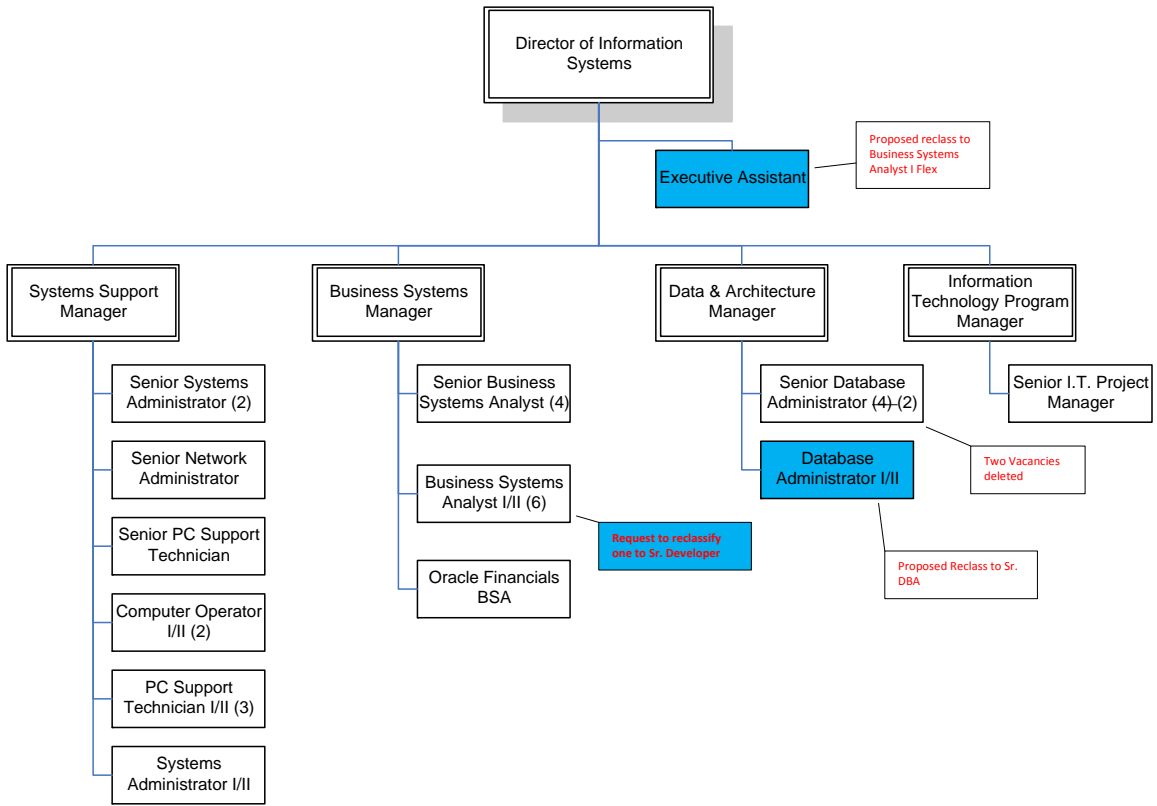 Director of Information
Systems
Proposed reclass to
Business Systems
Analyst I Flex
Executive Assistant
Systems Support
Manager
Business Systems
Manager
Data & Architecture
Manager
Information
Technology Program
Manager
Senior Systems
Administrator (2)
Senior Network
Administrator
Senior PC Support
Technician
Computer Operator
I/II (2)
PC Support
Technician I/II (3)
Systems
Administrator I/II
Senior Business
Systems Analyst (4)
Business Systems
Analyst I/II (6)
Request to reclassify
one to Sr. Developer
Oracle Financials
BSA
Senior Database
Administrator (4) (2)
Two Vacancies
deleted
Database
Administrator I/II
Proposed Reclass to Sr.
DBA
Senior I.T. Project
Manager